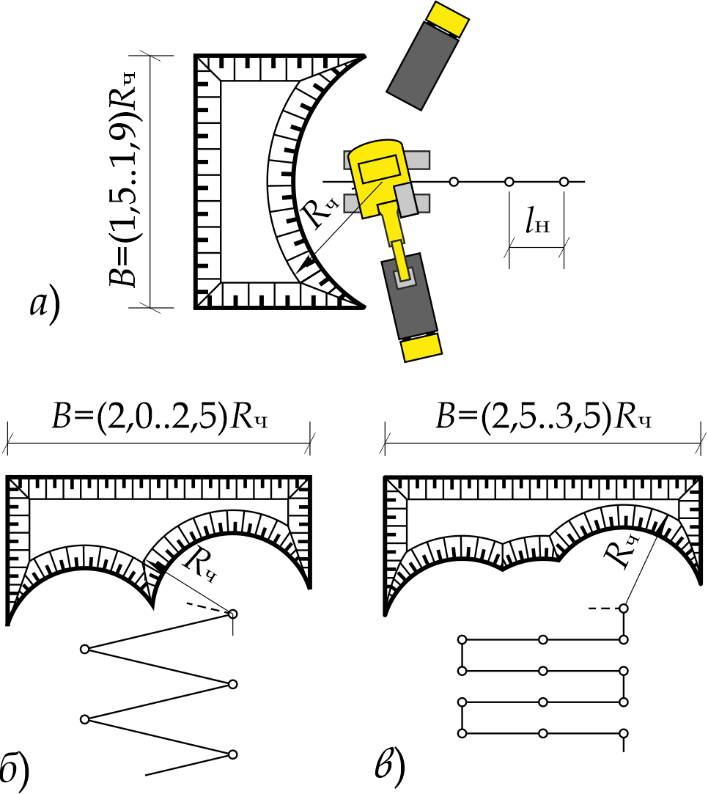 B=(1,5..1,9)Rч
Rч
lн
а)
B=(2,0..2,5)Rч
B=(2,5..3,5)Rч
Rч
Rч
б)
в)